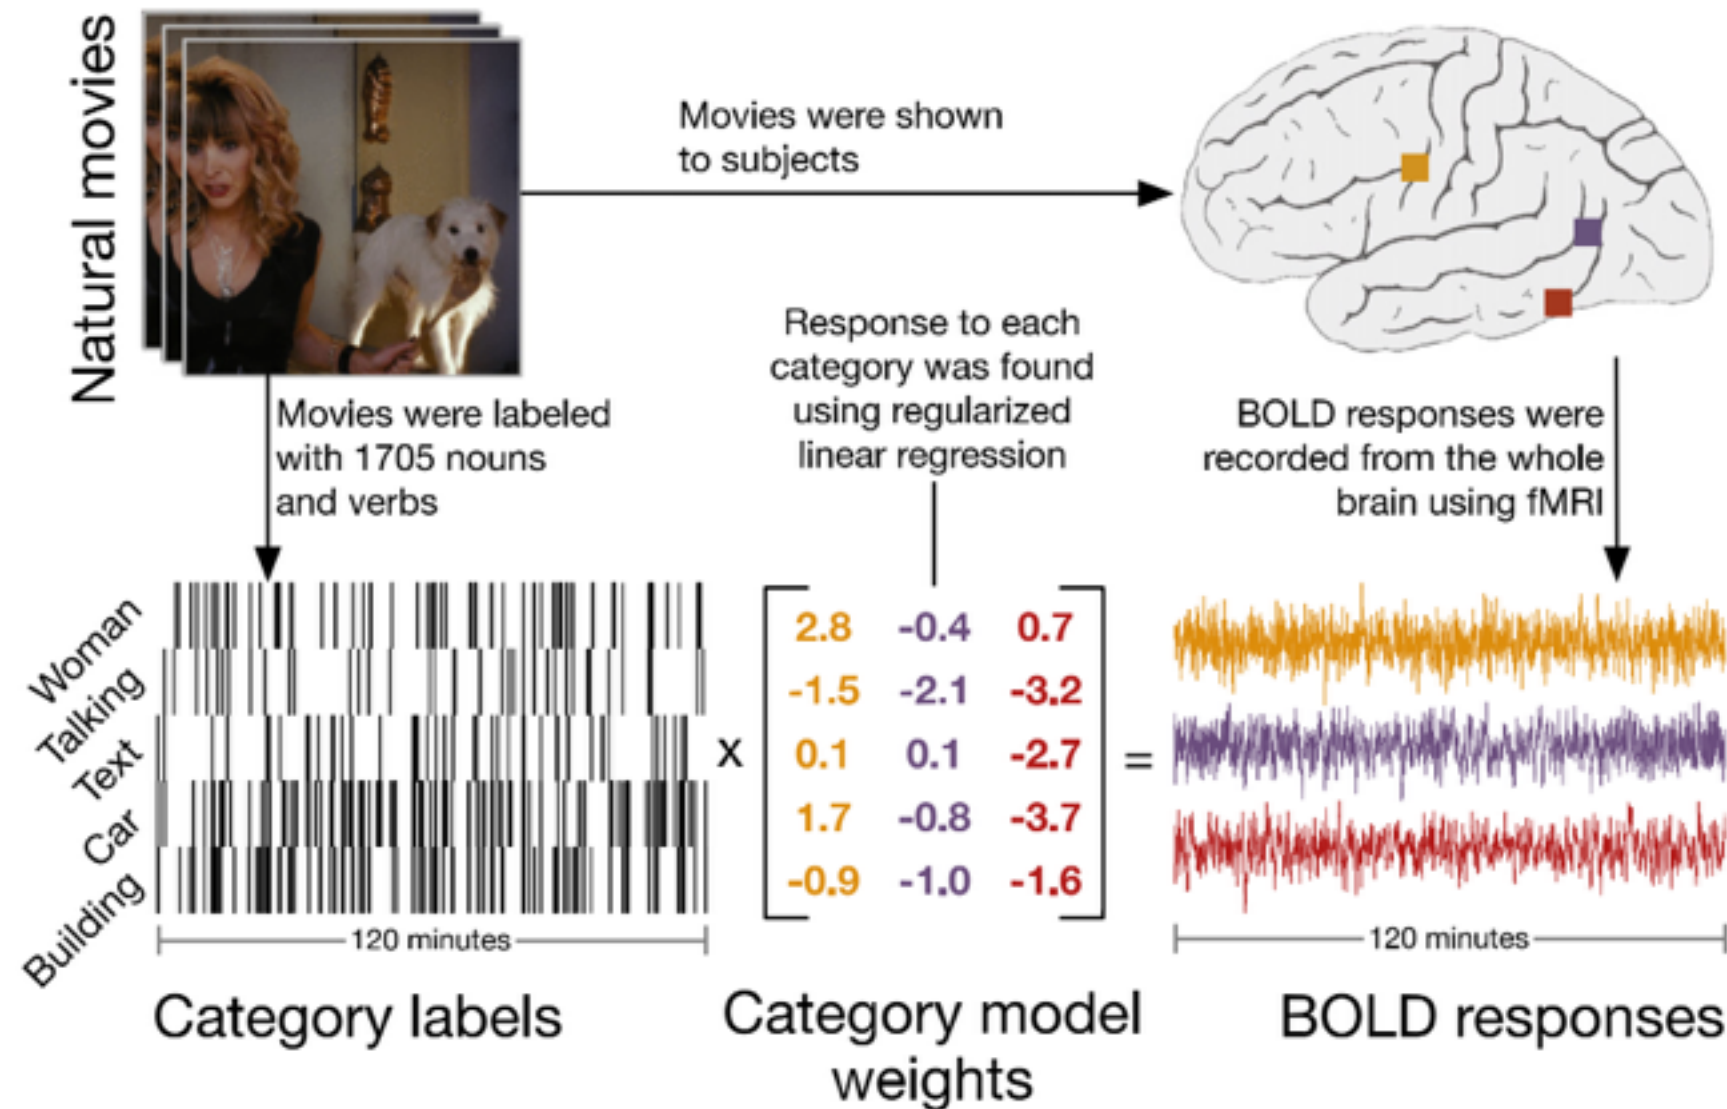 Natural movies
Movies were shown
to subjects
Response to each
category was found
using regularized
linear regression
Movies were labeled
with 1705 nouns
and verbs
BOLD responses were
recorded from the whole
brain using fMRI
Woman
Talking
Text
Car
Building
x
2.8 -0.4 0.7
-1.5 -2.1 -3.2
0.1 0.1 -2.7
1.7 -0.8 -3.7
-0.9 -1.0 -1.6
=
120 minutes
120 minutes
Category labels
Category model
weights
BOLD responses